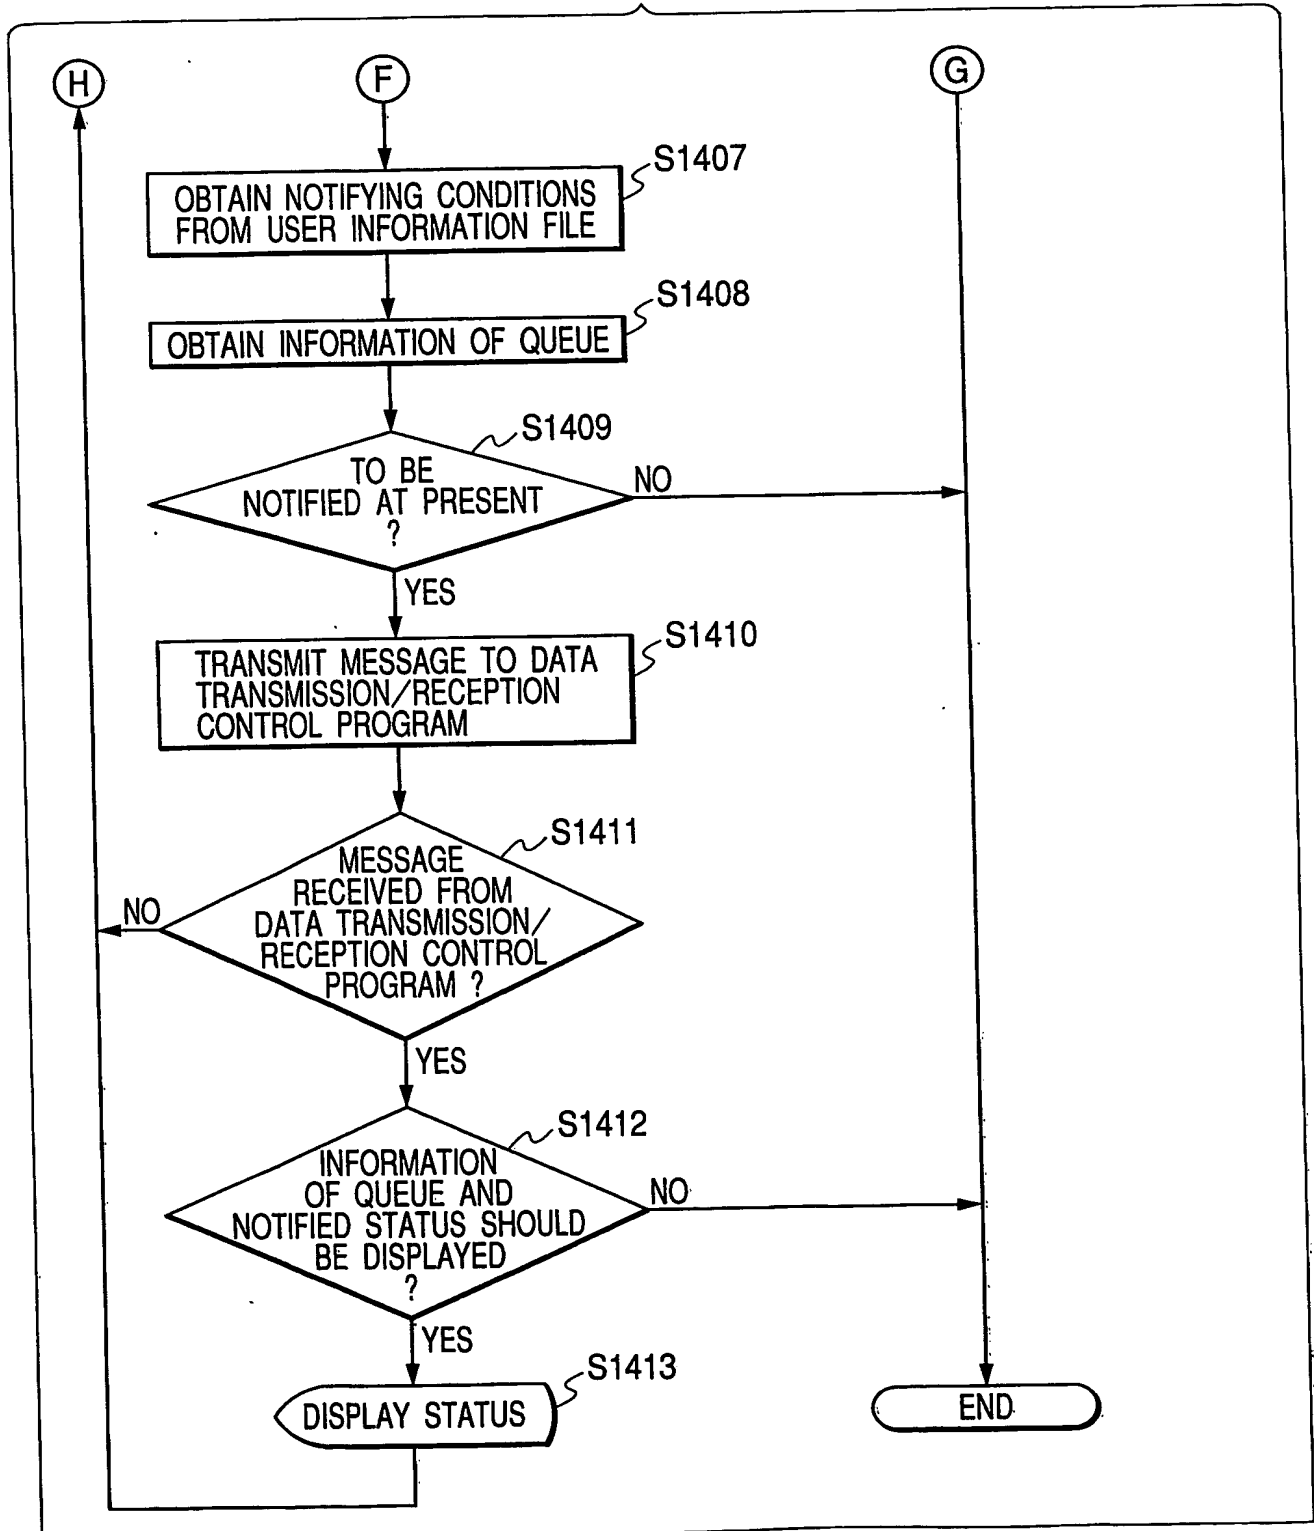 H
F
G
S1407
OBTAIN NOTIFYING CONDITIONS
FROM USER INFORMATION FILE
S1408
OBTAIN INFORMATION OF QUEUE
S1409
TO BE
NOTIFIED AT PRESENT
?
NO
YES
S1410
TRANSMIT MESSAGE TO DATA
TRANSMISSION/RECEPTION
CONTROL PROGRAM
S1411
MESSAGE
RECEIVED FROM
DATA TRANSMISSION/
RECEPTION CONTROL
PROGRAM ?
NO
YES
S1412
INFORMATION
OF QUEUE AND
NOTIFIED STATUS SHOULD
BE DISPLAYED
?
NO
YES
S1413
DISPLAY STATUS
END